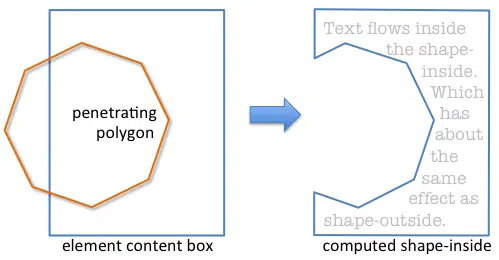 penetrating
polygon
element content box
Text flows inside
the shape-
inside.
Which
has
about
the
same
effect as
shape-outside.
computed shape-inside